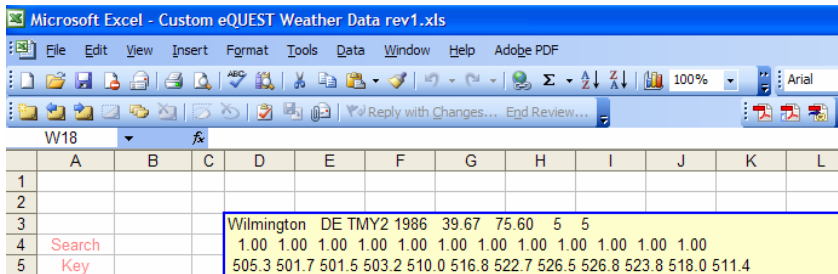 Microsoft Excel - Custom eQUEST Weather Data rev1.xls
File Edit View Insert Format Tools Data Window Help Adobe PDF
ABC Σ A Z Z A 100% Arial
Reply with Changes... End Review...
W18 fx
A B C D E F G H I J K L
1
2
3 Wilmington DE TMY2 1986 39.67 75.60 5 5
4 Search 1.00 1.00 1.00 1.00 1.00 1.00 1.00 1.00 1.00 1.00 1.00 1.00
5 Key 505.3 501.7 501.5 503.2 510.0 516.8 522.7 526.5 526.8 523.8 518.0 511.4